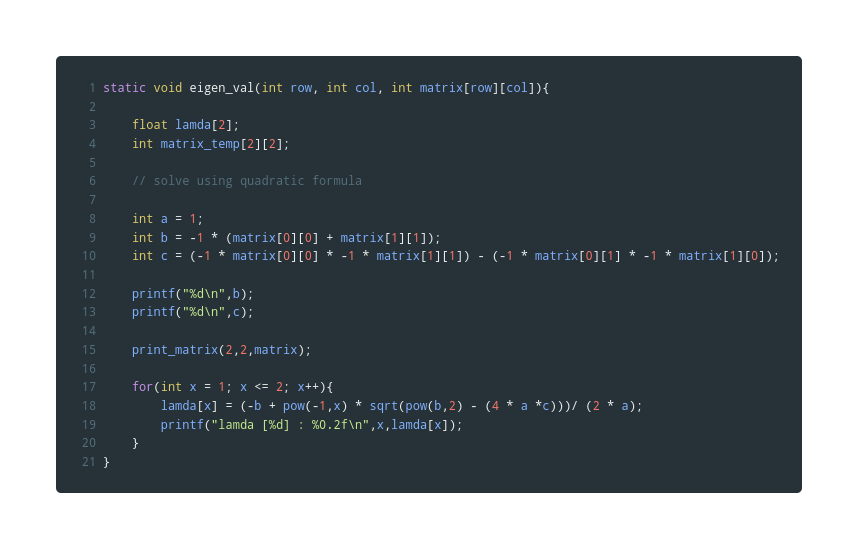 1 static void eigen_val(int row, int col, int matrix[row][col]){
2
3     float lamda[2];
4     int matrix_temp[2][2];
5
6     // solve using quadratic formula
7
8     int a = 1;
9     int b = -1 * (matrix[0][0] + matrix[1][1]);
10     int c = (-1 * matrix[0][0] * -1 * matrix[1][1]) - (-1 * matrix[0][1] * -1 * matrix[1][0]);
11
12     printf("%d\n",b);
13     printf("%d\n",c);
14
15     print_matrix(2,2,matrix);
16
17     for(int x = 1; x <= 2; x++){
18         lamda[x] = (-b + pow(-1,x) * sqrt(pow(b,2) - (4 * a *c)))/ (2 * a);
19         printf("lamda [%d] : %0.2f\n",x,lamda[x]);
20     }
21 }